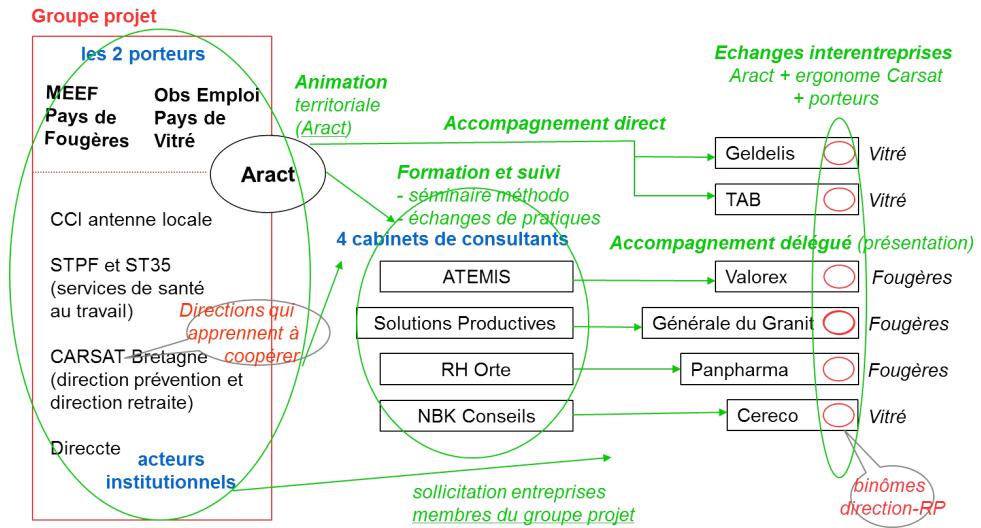 Groupe projet
les 2 porteurs
MEEF
Pays de
Fougères
Obs Emploi
Pays de
Vitré
Aract
CCI antenne locale
STPF et ST35
(services de santé
au travail)
Directions qui
apprennent à
coopérer
CARSAT Bretagne
(direction prévention et
direction retraite)
Direccte
acteurs
institutionnels
Animation
territoriale
(Aract)
Accompagnement direct
Formation et suivi
- séminaire méthodo
- échanges de pratiques
4 cabinets de consultants
ATEMIS
Solutions Productives
RH Orte
NBK Conseils
sollicitation entreprises
membres du groupe projet
Echanges interentreprises
Aract + ergonome Carsat
+ porteurs
Geldelis Vitré
TAB Vitré
Accompagnement délégué (présentation)
Valorex Fougères
Générale du Granit Fougères
Panpharma Fougères
Cereco Vitré
binômes
direction-RP